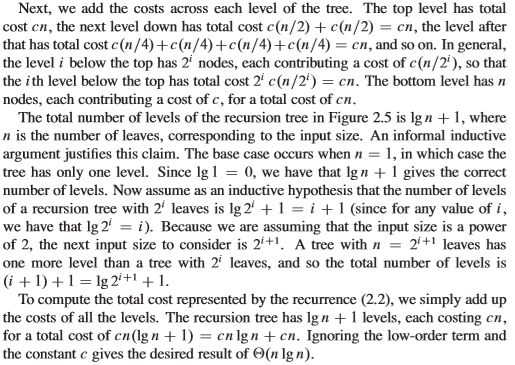 Next, we add the costs across each level of the tree. The top level has total
cost cn, the next level down has total cost c(n/2) + c(n/2) = cn, the level after
that has total cost c(n/4)+c(n/4)+c(n/4)+c(n/4) = cn, and so on. In general,
the level i below the top has 2^i nodes, each contributing a cost of c(n/2^i), so that
the ith level below the top has total cost 2^i c(n/2^i) = cn. The bottom level has n
nodes, each contributing a cost of c, for a total cost of cn.
The total number of levels of the recursion tree in Figure 2.5 is lg n + 1, where
n is the number of leaves, corresponding to the input size. An informal inductive
argument justifies this claim. The base case occurs when n = 1, in which case the
tree has only one level. Since lg 1 = 0, we have that lg n + 1 gives the correct
number of levels. Now assume as an inductive hypothesis that the number of levels
of a recursion tree with 2^i leaves is lg 2^i + 1 = i + 1 (since for any value of i,
we have that lg 2^i = i). Because we are assuming that the input size is a power
of 2, the next input size to consider is 2^{i+1}. A tree with n = 2^{i+1} leaves has
one more level than a tree with 2^i leaves, and so the total number of levels is
(i + 1) + 1 = lg 2^{i+1} + 1.
To compute the total cost represented by the recurrence (2.2), we simply add up
the costs of all the levels. The recursion tree has lg n + 1 levels, each costing cn,
for a total cost of cn(lg n + 1) = cn lg n + cn. Ignoring the low-order term and
the constant c gives the desired result of Θ(n lg n).